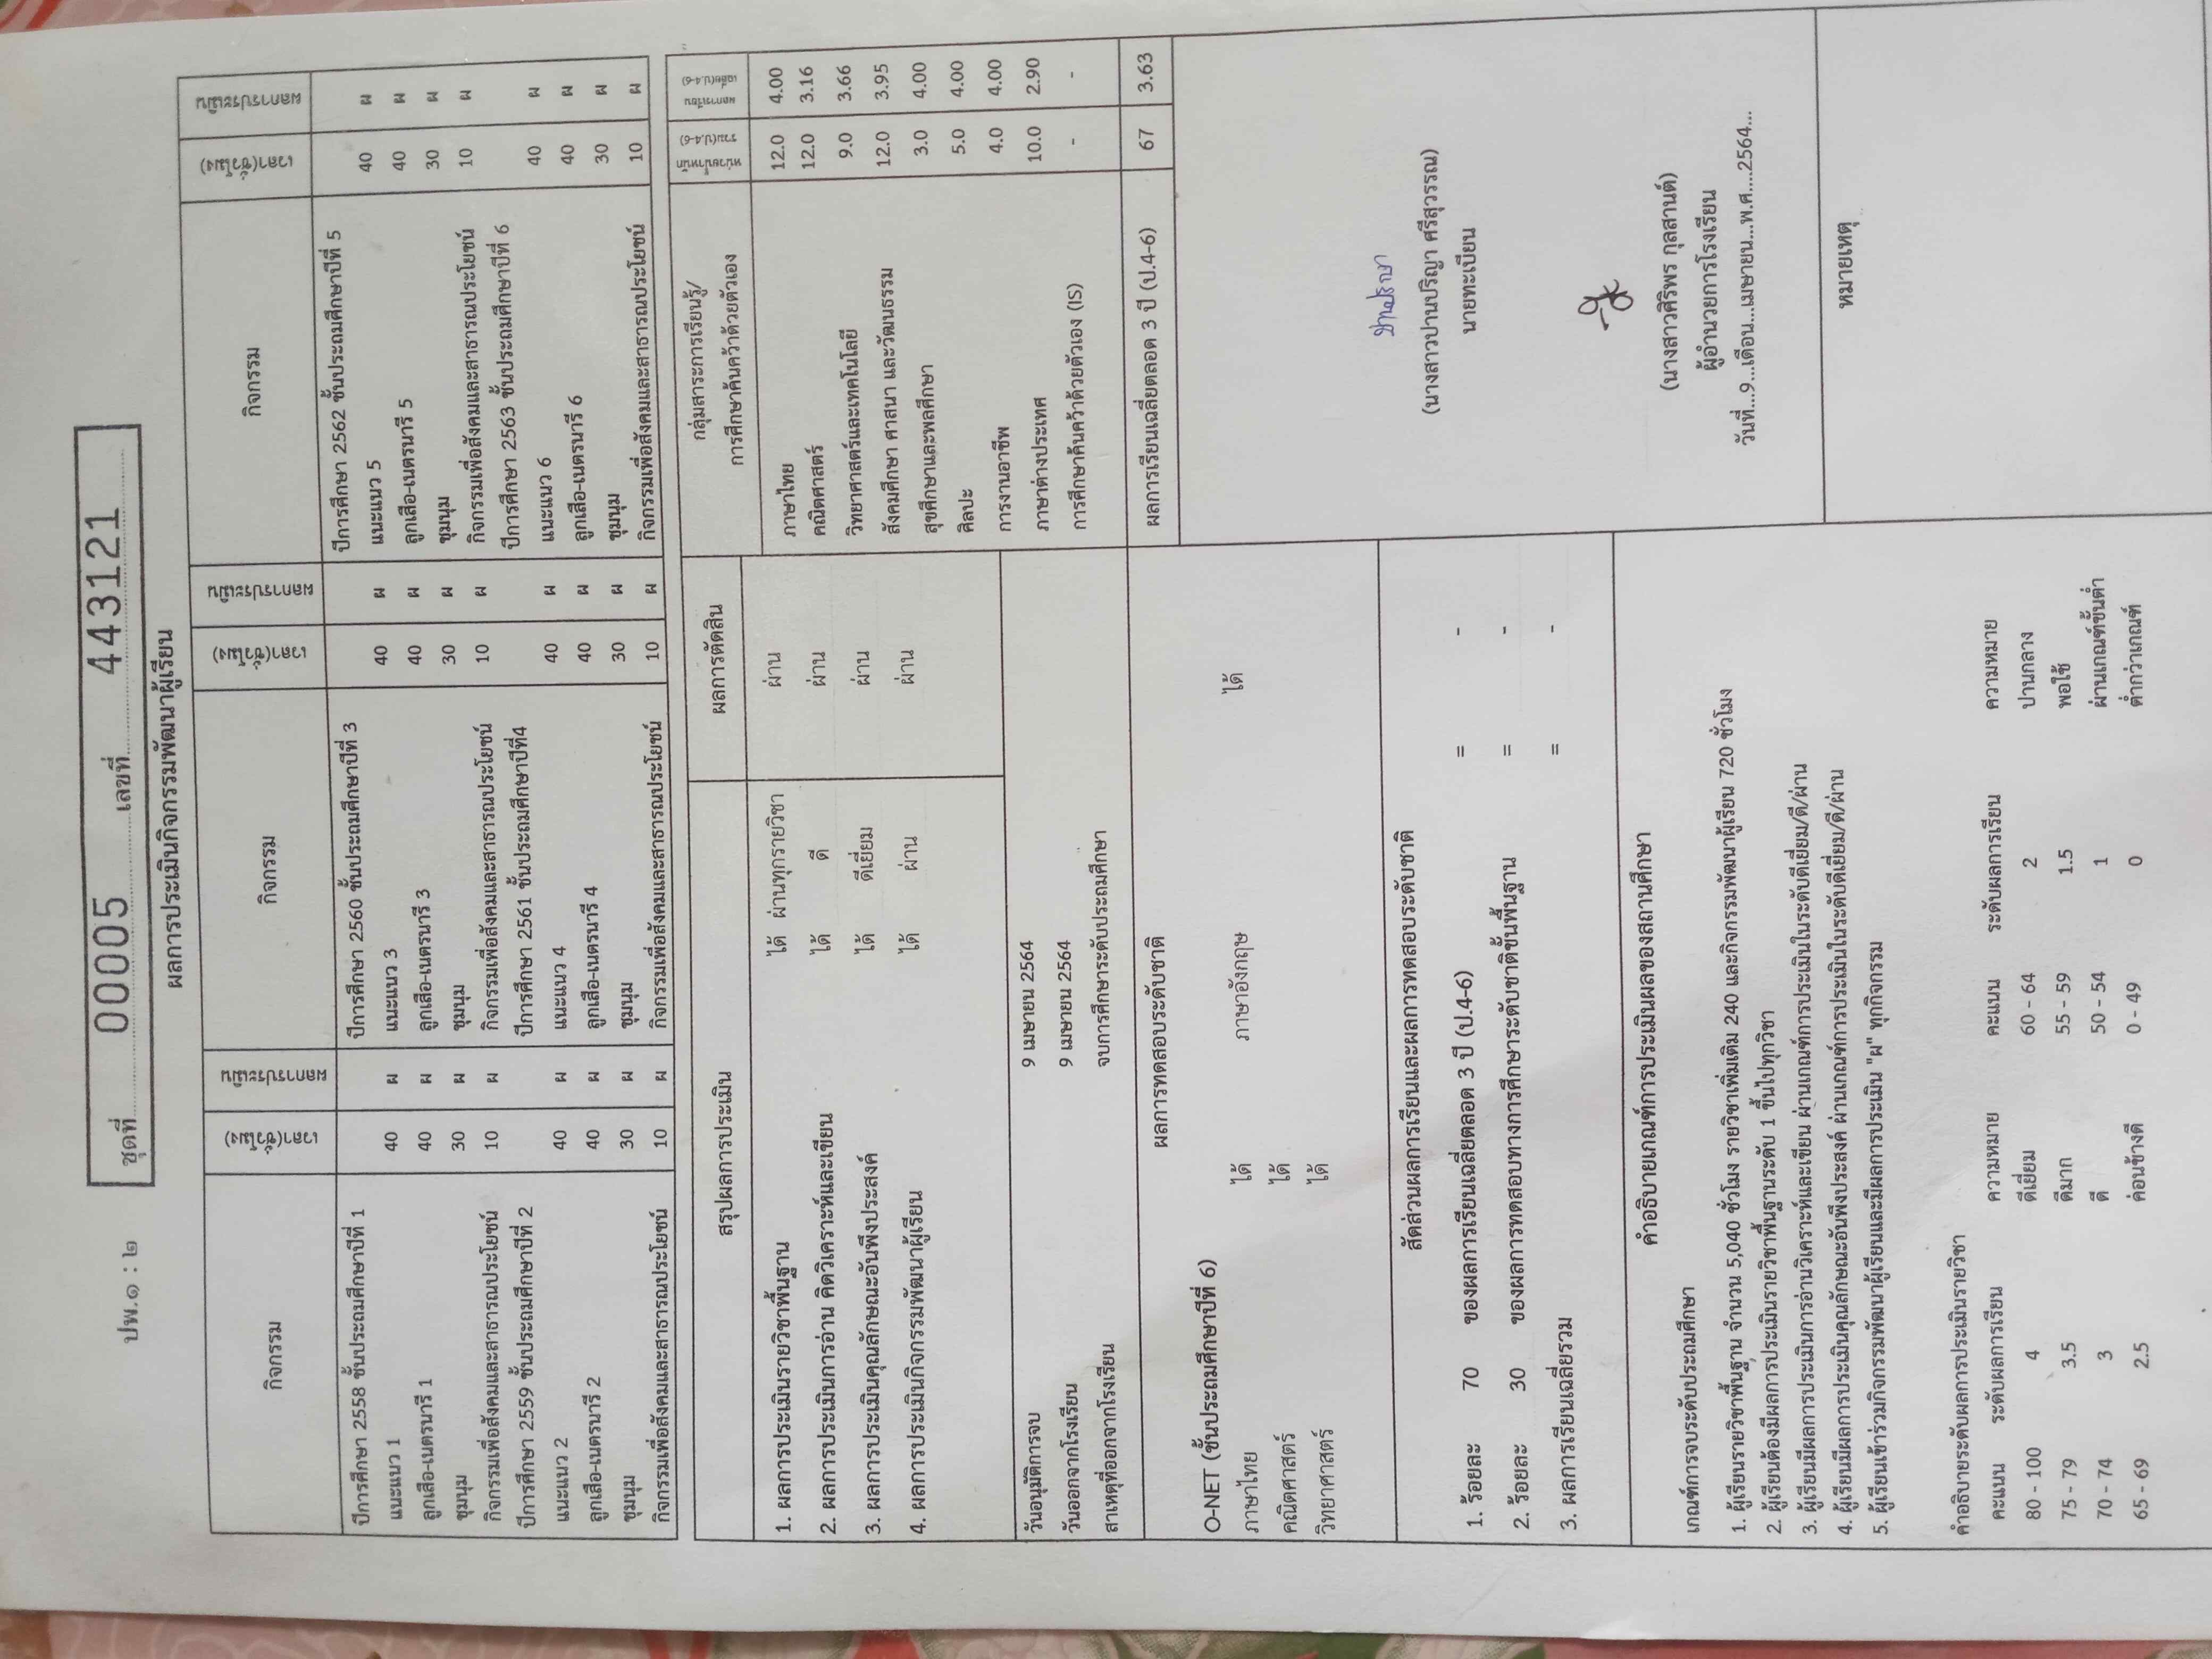 ปพ.๑ : ๒
ชุดที่ 00005 เลขที่ 443121
ผลการประเมินกิจกรรมพัฒนาผู้เรียน
กิจกรรม เวลา(ชั่วโมง) ผลการประเมิน กิจกรรม เวลา(ชั่วโมง) ผลการประเมิน กิจกรรม เวลา(ชั่วโมง) ผลการประเมิน
ปีการศึกษา 2558 ชั้นประถมศึกษาปีที่ 1 ปีการศึกษา 2560 ชั้นประถมศึกษาปีที่ 3 ปีการศึกษา 2562 ชั้นประถมศึกษาปีที่ 5
แนะแนว 1 40 ผ แนะแนว 3 40 ผ แนะแนว 5 40 ผ
ลูกเสือ-เนตรนารี 1 40 ผ ลูกเสือ-เนตรนารี 3 40 ผ ลูกเสือ-เนตรนารี 5 40 ผ
ชุมนุม 30 ผ ชุมนุม 30 ผ ชุมนุม 30 ผ
กิจกรรมเพื่อสังคมและสาธารณประโยชน์ 10 ผ กิจกรรมเพื่อสังคมและสาธารณประโยชน์ 10 ผ กิจกรรมเพื่อสังคมและสาธารณประโยชน์ 10 ผ
ปีการศึกษา 2559 ชั้นประถมศึกษาปีที่ 2 ปีการศึกษา 2561 ชั้นประถมศึกษาปีที่4 ปีการศึกษา 2563 ชั้นประถมศึกษาปีที่ 6
แนะแนว 2 40 ผ แนะแนว 4 40 ผ แนะแนว 6 40 ผ
ลูกเสือ-เนตรนารี 2 40 ผ ลูกเสือ-เนตรนารี 4 40 ผ ลูกเสือ-เนตรนารี 6 40 ผ
ชุมนุม 30 ผ ชุมนุม 30 ผ ชุมนุม 30 ผ
กิจกรรมเพื่อสังคมและสาธารณประโยชน์ 10 ผ กิจกรรมเพื่อสังคมและสาธารณประโยชน์ 10 ผ กิจกรรมเพื่อสังคมและสาธารณประโยชน์ 10 ผ
สรุปผลการประเมิน ผลการตัดสิน
1. ผลการประเมินรายวิชาพื้นฐาน ได้ ผ่านทุกรายวิชา ผ่าน
2. ผลการประเมินการอ่าน คิดวิเคราะห์และเขียน ได้ ดี ผ่าน
3. ผลการประเมินคุณลักษณะอันพึงประสงค์ ได้ ดีเยี่ยม ผ่าน
4. ผลการประเมินกิจกรรมพัฒนาผู้เรียน ได้ ผ่าน ผ่าน
วันอนุมัติการจบ 9 เมษายน 2564
วันออกจากโรงเรียน 9 เมษายน 2564
สาเหตุที่ออกจากโรงเรียน จบการศึกษาระดับประถมศึกษา
ผลการทดสอบระดับชาติ
O-NET (ชั้นประถมศึกษาปีที่ 6)
ภาษาไทย ได้ ภาษาอังกฤษ ได้
คณิตศาสตร์ ได้
วิทยาศาสตร์ ได้
สัดส่วนผลการเรียนและผลการทดสอบระดับชาติ
1. ร้อยละ 70 ของผลการเรียนเฉลี่ยตลอด 3 ปี (ป.4-6) = -
2. ร้อยละ 30 ของผลการทดสอบทางการศึกษาระดับชาติขั้นพื้นฐาน = -
3. ผลการเรียนเฉลี่ยรวม = -
คำอธิบายเกณฑ์การประเมินผลของสถานศึกษา
เกณฑ์การจบระดับประถมศึกษา
1. ผู้เรียนรายวิชาพื้นฐาน จำนวน 5,040 ชั่วโมง รายวิชาเพิ่มเติม 240 และกิจกรรมพัฒนาผู้เรียน 720 ชั่วโมง
2. ผู้เรียนต้องมีผลการประเมินรายวิชาพื้นฐานระดับ 1 ขึ้นไปทุกวิชา
3. ผู้เรียนมีผลการประเมินการอ่านวิเคราะห์และเขียน ผ่านเกณฑ์การประเมินในระดับดีเยี่ยม/ดี/ผ่าน
4. ผู้เรียนมีผลการประเมินคุณลักษณะอันพึงประสงค์ ผ่านเกณฑ์การประเมินในระดับดีเยี่ยม/ดี/ผ่าน
5. ผู้เรียนเข้าร่วมกิจกรรมพัฒนาผู้เรียนและมีผลการประเมิน "ผ" ทุกกิจกรรม
คำอธิบายระดับผลการประเมินรายวิชา
คะแนน ระดับผลการเรียน ความหมาย คะแนน ระดับผลการเรียน ความหมาย
80 - 100 4 ดีเยี่ยม 60 - 64 2 ปานกลาง
75 - 79 3.5 ดีมาก 55 - 59 1.5 พอใช้
70 - 74 3 ดี 50 - 54 1 ผ่านเกณฑ์ขั้นต่ำ
65 - 69 2.5 ค่อนข้างดี 0 - 49 0 ต่ำกว่าเกณฑ์
กลุ่มสาระการเรียนรู้/ หน่วยน้ำหนัก ผลการเรียน
การศึกษาค้นคว้าด้วยตัวเอง รวม(ป.4-6) เฉลี่ย(ป.4-6)
ภาษาไทย 12.0 4.00
คณิตศาสตร์ 12.0 3.16
วิทยาศาสตร์และเทคโนโลยี 9.0 3.66
สังคมศึกษา ศาสนา และวัฒนธรรม 12.0 3.95
สุขศึกษาและพลศึกษา 3.0 4.00
ศิลปะ 5.0 4.00
การงานอาชีพ 4.0 4.00
ภาษาต่างประเทศ 10.0 2.90
การศึกษาค้นคว้าด้วยตัวเอง (IS) - -
ผลการเรียนเฉลี่ยตลอด 3 ปี (ป.4-6) 67 3.63
(นางสาวปานปริญา ศรีสุวรรณ)
นายทะเบียน
(นางสาวศิริพร กุลสานต์)
ผู้อำนวยการโรงเรียน
วันที่...9...เดือน...เมษายน...พ.ศ....2564...
หมายเหตุ